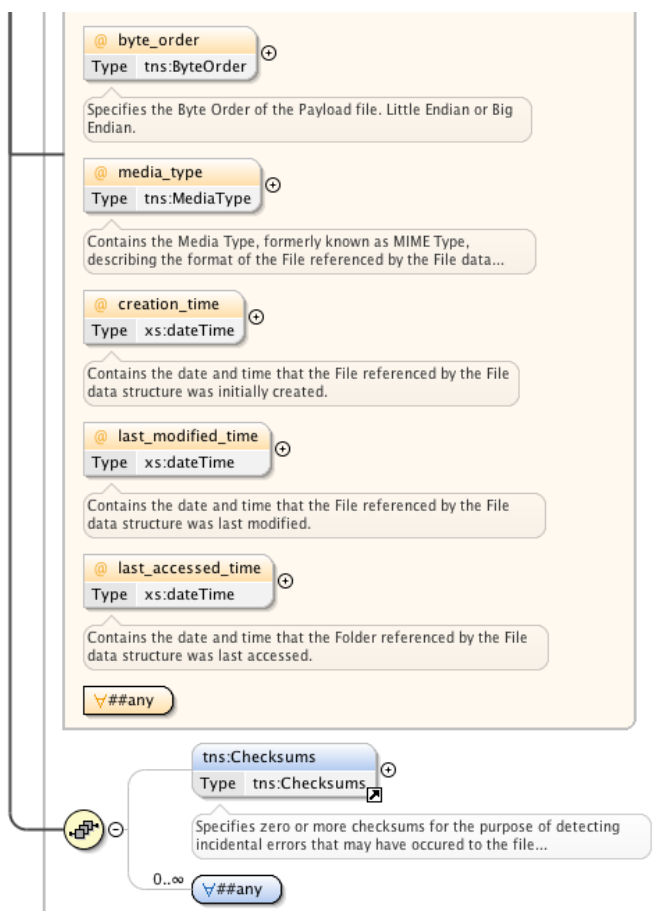 @ byte_order
Type tns:ByteOrder
Specifies the Byte Order of the Payload file. Little Endian or Big
Endian.
@ media_type
Type tns:MediaType
Contains the Media Type, formerly known as MIME Type,
describing the format of the File referenced by the File data...
@ creation_time
Type xs:dateTime
Contains the date and time that the File referenced by the File
data structure was initially created.
@ last_modified_time
Type xs:dateTime
Contains the date and time that the File referenced by the File
data structure was last modified.
@ last_accessed_time
Type xs:dateTime
Contains the date and time that the Folder referenced by the File
data structure was last accessed.
∀##any
tns:Checksums
Type tns:Checksums
Specifies zero or more checksums for the purpose of detecting
incidental errors that may have occured to the file...
0..∞
∀##any